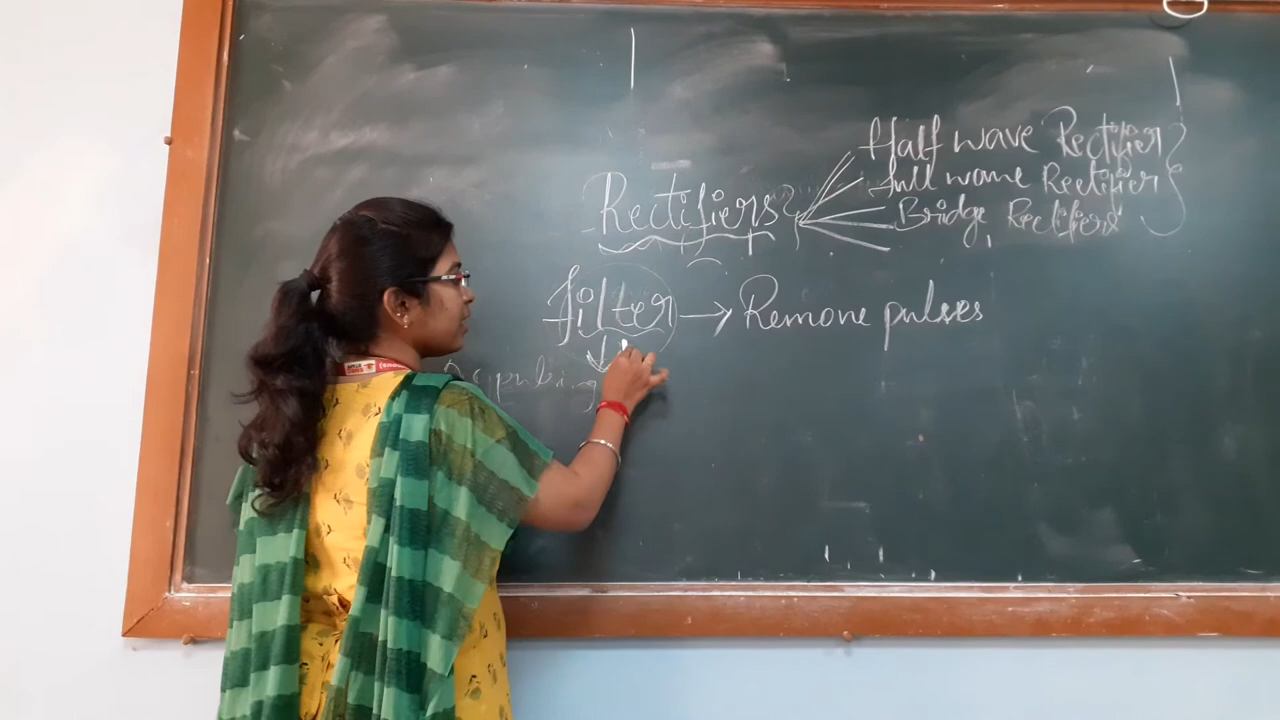 Half wave Rectifier
full wave Rectifier
Rectifiers
Bridge Rectifiers
filter → Remove pulses